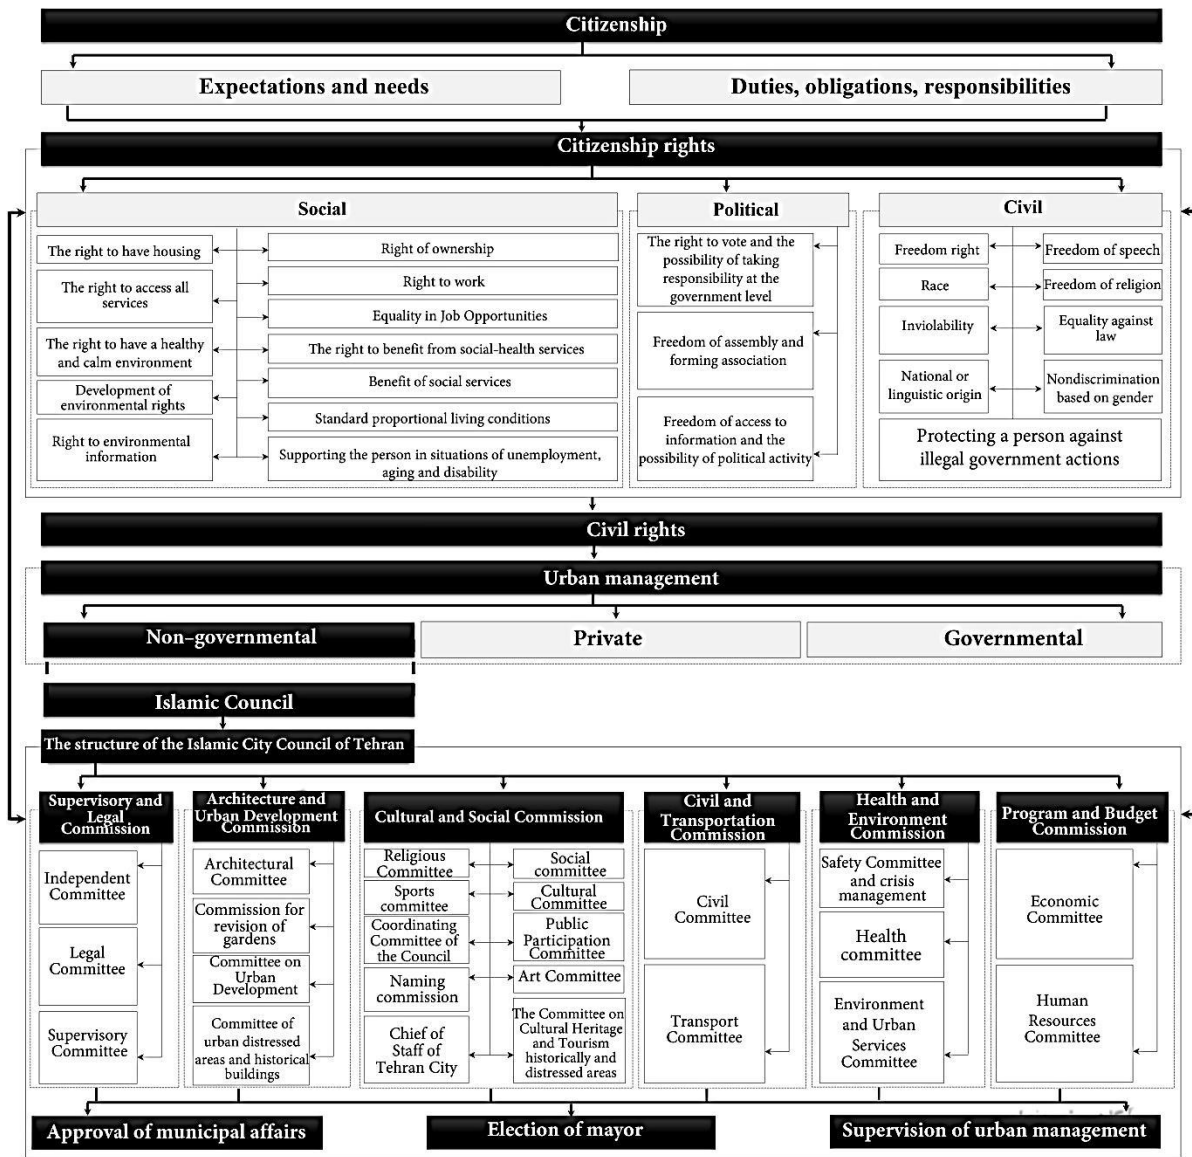 Citizenship
Expectations and needs
Duties, obligations, responsibilities
Citizenship rights
Social
The right to have housing
The right to access all
services
The right to have a healthy
and calm environment
Development of
environmental rights
Right to environmental
information
Right of ownership
Right to work
Equality in Job Opportunities
The right to benefit from social-health services
Benefit of social services
Standard proportional living conditions
Supporting the person in situations of unemployment,
aging and disability
Political
The right to vote and the
possibility of taking
responsibility at the
government level
Freedom of assembly and
forming association
Freedom of access to
information and the
possibility of political activity
Civil
Freedom right
Race
Inviolability
National or
linguistic origin
Freedom of speech
Freedom of religion
Equality against
law
Nondiscrimination
based on gender
Protecting a person against
illegal government actions
Civil rights
Urban management
Non-governmental
Private
Governmental
Islamic Council
The structure of the Islamic City Council of Tehran
Supervisory and
Legal
Commission
Independent
Committee
Legal
Committee
Supervisory
Committee
Architecture and
Urban Development
Commission
Architectural
Committee
Commission for
revision of
gardens
Committee on
Urban
Development
Committee of
urban distressed
areas and historical
buildings
Cultural and Social Commission
Religious
Committee
Sports
committee
Coordinating
Committee of
the Council
Naming
commission
Chief of
Staff of
Tehran City
Social
committee
Cultural
Committee
Public
Participation
Committee
Art Committee
The Committee on
Cultural Heritage
and Tourism
historically and
distressed areas
Civil and
Transportation
Commission
Civil
Committee
Transport
Committee
Health and
Environment
Commission
Safety Committee
and crisis
management
Health
committee
Environment
and Urban
Services
Committee
Program and Budget
Commission
Economic
Committee
Human
Resources
Committee
Approval of municipal affairs
Election of mayor
Supervision of urban management